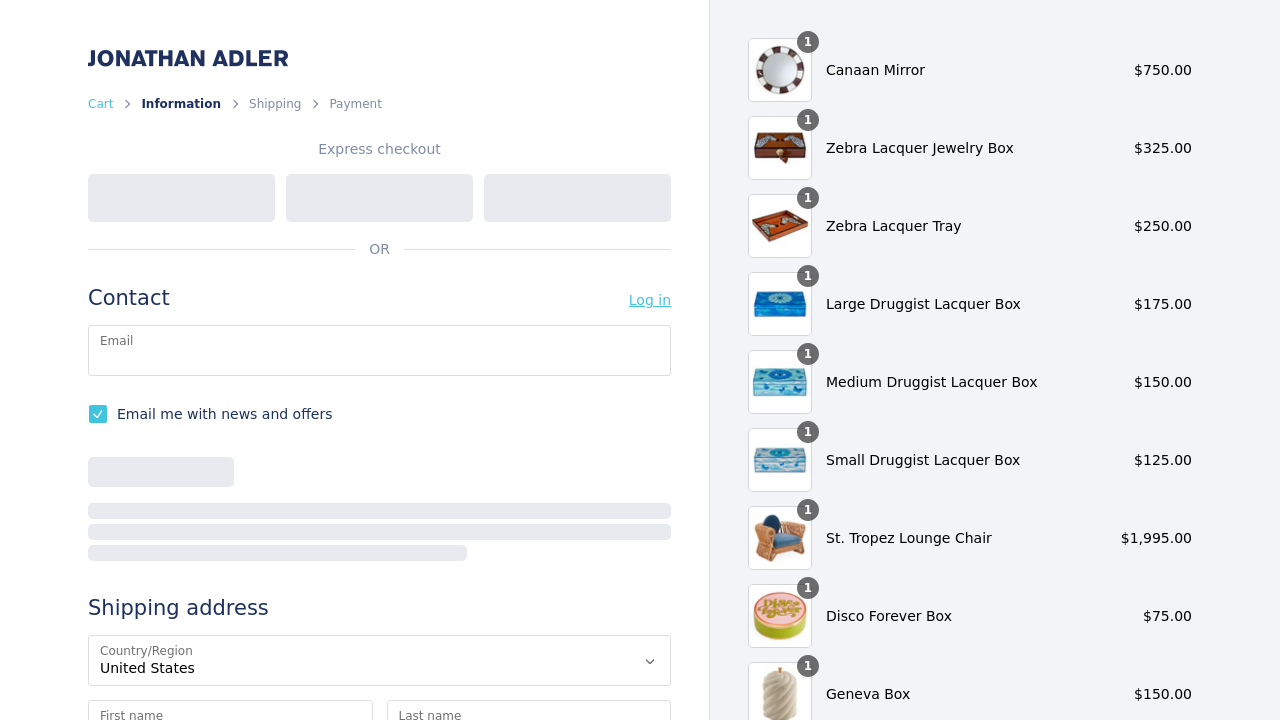 JONATHAN ADLER
Cart > Information > Shipping > Payment
Express checkout
OR
Contact
Log in
Email
Email me with news and offers
Shipping address
Country/Region
United States
First name
Last name
1
Canaan Mirror $750.00
1
Zebra Lacquer Jewelry Box $325.00
1
Zebra Lacquer Tray $250.00
1
Large Druggist Lacquer Box $175.00
1
Medium Druggist Lacquer Box $150.00
1
Small Druggist Lacquer Box $125.00
1
St. Tropez Lounge Chair $1,995.00
1
Disco Forever Box $75.00
1
Geneva Box $150.00